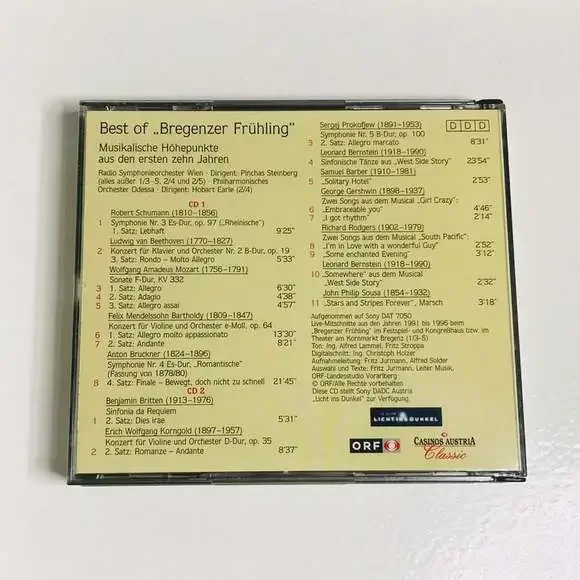 Best of „Bregenzer Frühling"
Musikalische Höhepunkte
aus den ersten zehn Jahren
Radio Symphonieorchester Wien · Dirigent: Pinchas Steinberg
(alles außer 1/3–5, 2/4 und 2/5) · Philharmonisches
Orchester Odessa · Dirigent: Hobart Earle (2/4)
CD 1
Robert Schumann (1810–1856)
1 Symphonie Nr. 3 Es-Dur, op. 97 („Rheinische")
1. Satz: Lebhaft 9'25"
Ludwig van Beethoven (1770–1827)
2 Konzert für Klavier und Orchester Nr. 2 B-Dur, op. 19
3. Satz: Rondo – Molto Allegro 5'33"
Wolfgang Amadeus Mozart (1756–1791)
Sonate F-Dur, KV 332
3 1. Satz: Allegro 6'30"
4 2. Satz: Adagio 4'38"
5 3. Satz: Allegro assai 4'57"
Felix Mendelssohn Bartholdy (1809–1847)
Konzert für Violine und Orchester e-moll, op. 64
6 1. Satz: Allegro molto appassionato 13'30"
7 2. Satz: Andante 8'21"
Anton Bruckner (1824–1896)
Symphonie Nr. 4 Es-Dur, „Romantische"
(Fassung von 1878/80)
8 4. Satz: Finale – Bewegt, doch nicht zu schnell 21'45"
CD 2
Benjamin Britten (1913–1976)
Sinfonia da Requiem
1 2. Satz: Dies irae 5'31"
Erich Wolfgang Korngold (1897–1957)
Konzert für Violine und Orchester D-Dur, op. 35
2 2. Satz: Romanze – Andante 8'37"
Sergej Prokofjew (1891–1953)
Symphonie Nr. 5 B-Dur, op. 100
3 2. Satz: Allegro marcato 8'31"
Leonard Bernstein (1918–1990)
4 Sinfonische Tänze aus „West Side Story" 23'54"
Samuel Barber (1910–1981)
5 „Solitary Hotel" 2'53"
George Gershwin (1898–1937)
Zwei Songs aus dem Musical „Girl Crazy":
6 „Embraceable you" 4'46"
7 „I got rhythm" 2'14"
Richard Rodgers (1902–1979)
Zwei Songs aus dem Musical „South Pacific":
8 „I'm in Love with a wonderful Guy" 2'52"
9 „Some enchanted Evening" 3'12"
Leonard Bernstein (1918–1990)
10 „Somewhere" aus dem Musical
„West Side Story" 2'32"
John Philip Sousa (1854–1932)
11 „Stars and Stripes Forever", Marsch 3'18"
Aufgenommen auf Sony DAT 7050
Live-Mitschnitte aus den Jahren 1991 bis 1996 beim
„Bregenzer Frühling" im Festspiel- und Kongreßhaus bzw. im
Theater am Kornmarkt Bregenz (1/3–5)
Ton: Ing. Alfred Lammel, Fritz Stroppa
Digitalschnitt: Ing. Christoph Holzer
Aufnahmeleitung: Fritz Jurmann, Alfred Solder
Auswahl und Texte: Fritz Jurmann, Leiter Musik,
ORF-Landesstudio Vorarlberg
© ORF/Alle Rechte vorbehalten
Diese CD stellt Sony DADC Austria
„Licht ins Dunkel" zur Verfügung.
DDD
LICHT INS DUNKEL
ORF
CASINOS AUSTRIA
Classic